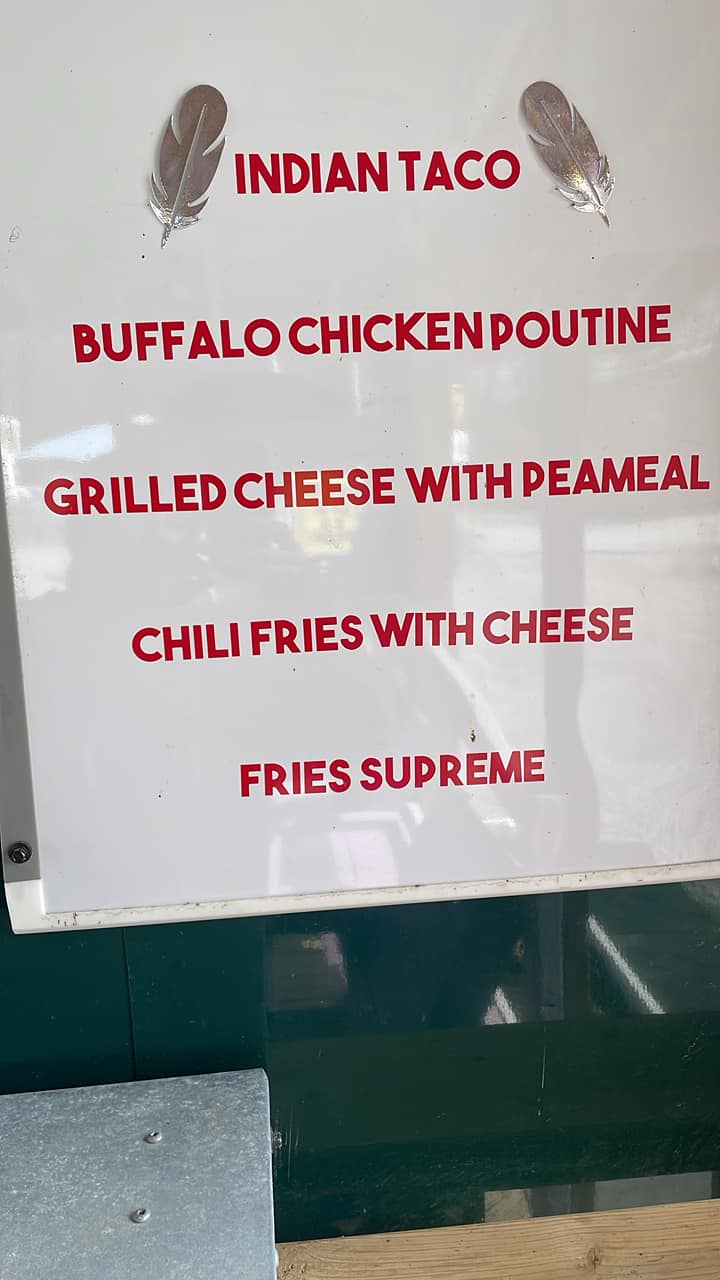 INDIAN TACO
BUFFALO CHICKEN POUTINE
GRILLED CHEESE WITH PEAMEAL
CHILI FRIES WITH CHEESE
FRIES SUPREME